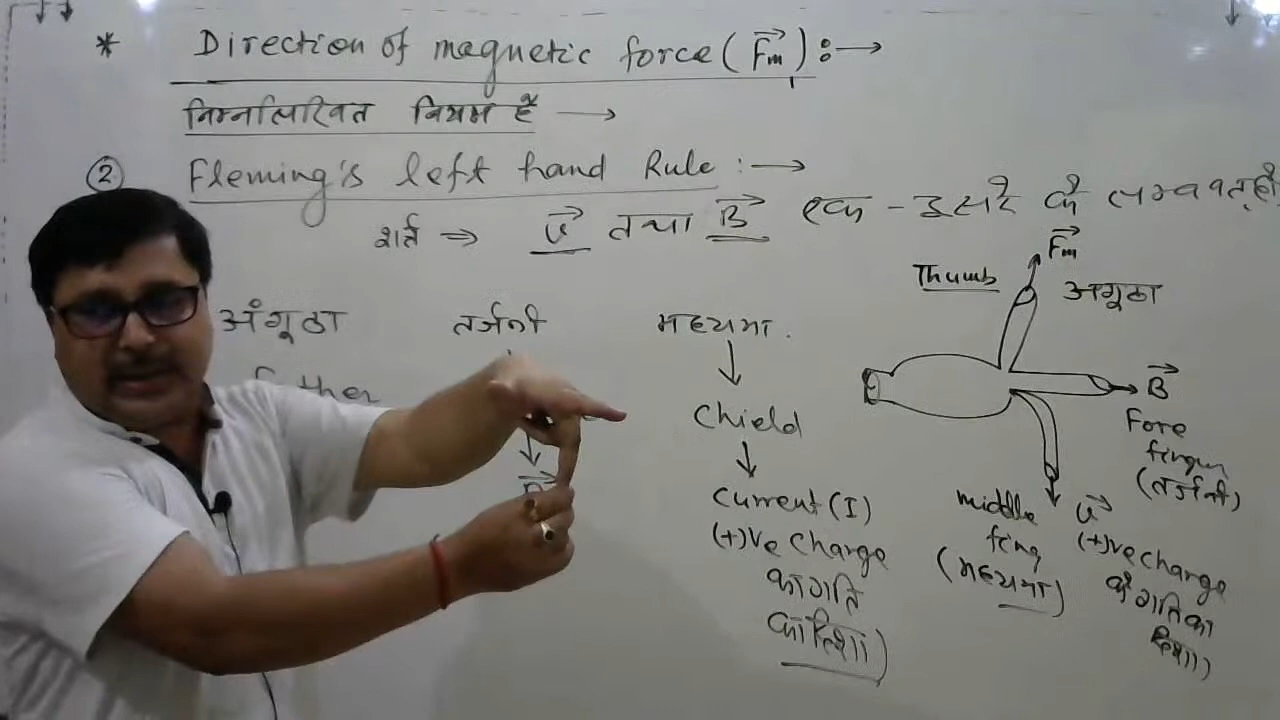 * Direction of magnetic force (F⃗m) :→
निम्नलिखित नियम हैं →
② Fleming's left hand Rule :→
शर्त ⇒ v⃗ तथा B⃗ एक-दूसरे के लम्बवत् हो
अंगूठा तर्जनी मध्यमा.
Chield
Current (I)
(+)ve charge
का गति
का दिशा)
F⃗m
Thumb अंगूठा
B⃗
Fore
finger
(तर्जनी)
middle
fing
(मध्यमा)
v⃗
(+)ve charge
के गति का
दिशा)